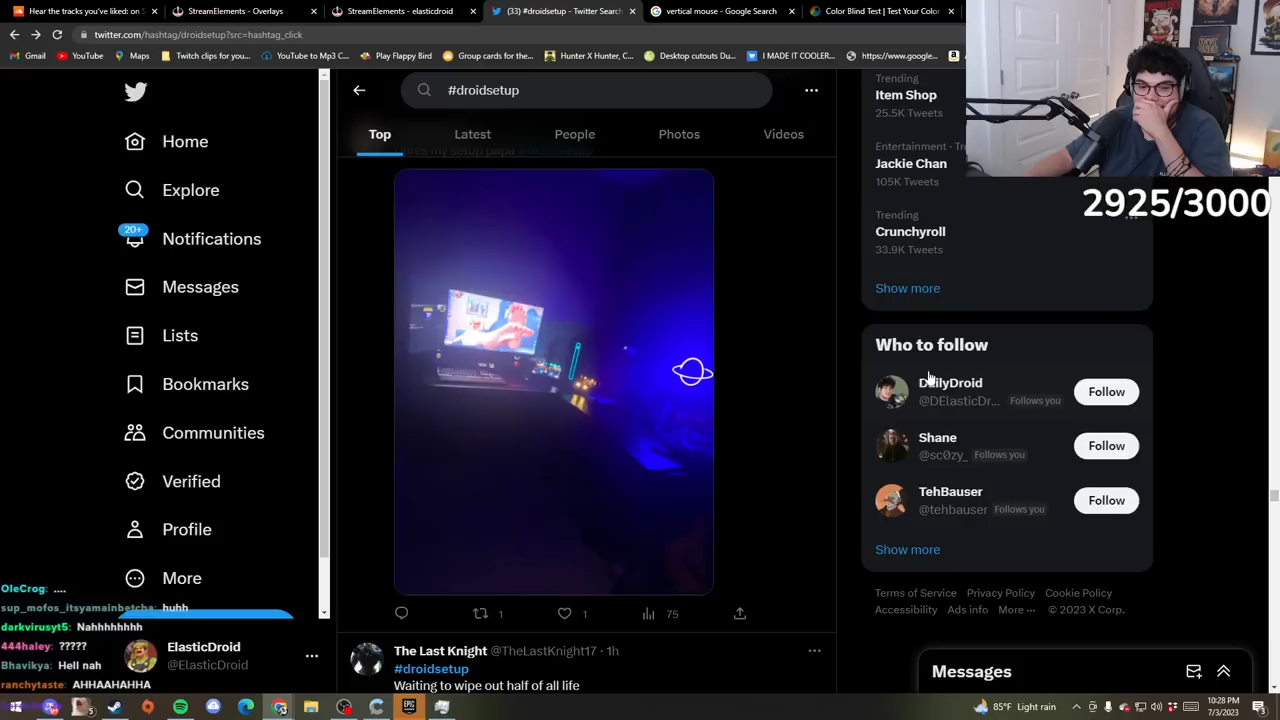 Hear the tracks you've liked: on S
StreamElements - Overlays
StreamElements - elasticdroid
(33) #droidsetup - Twitter Search
vertical mouse - Google Search
Color Blind Test | Test Your Color
twitter.com/hashtag/droidsetup?src=hashtag_click
Gmail
YouTube
Maps
Twitch clips for you...
YouTube to Mp3 C...
Play Flappy Bird
Group cards for the...
Hunter X Hunter, C...
Desktop cutouts Du...
I MADE IT COOLER...
https://www.google...
#droidsetup
Top
Latest
People
Photos
Videos
Home
Explore
20+
Notifications
Messages
Lists
Bookmarks
Communities
Verified
Profile
More
OleCrog: ....
sup_mofos_itsyamainbetcha: huhh
darkvirusyt5: Nahhhhhhhh
444haley: ?????
Bhavikya: Hell nah
ranchytaste: AHHAAHAHHA
ElasticDroid
@ElasticDroid
1
1
75
The Last Knight @TheLastKnight17 · 1h
#droidsetup
Waiting to wipe out half of all life
Trending
Item Shop
25.5K Tweets
Entertainment · Tr
Jackie Chan
105K Tweets
Trending
Crunchyroll
33.9K Tweets
Show more
2925/3000
Who to follow
DailyDroid
@DElasticDr...
Follows you
Follow
Shane
@sc0zy_
Follows you
Follow
TehBauser
@tehbauser
Follows you
Follow
Show more
Terms of Service
Privacy Policy
Cookie Policy
Accessibility
Ads info
More ···
© 2023 X Corp.
Messages
85°F Light rain
10:28 PM
7/3/2023